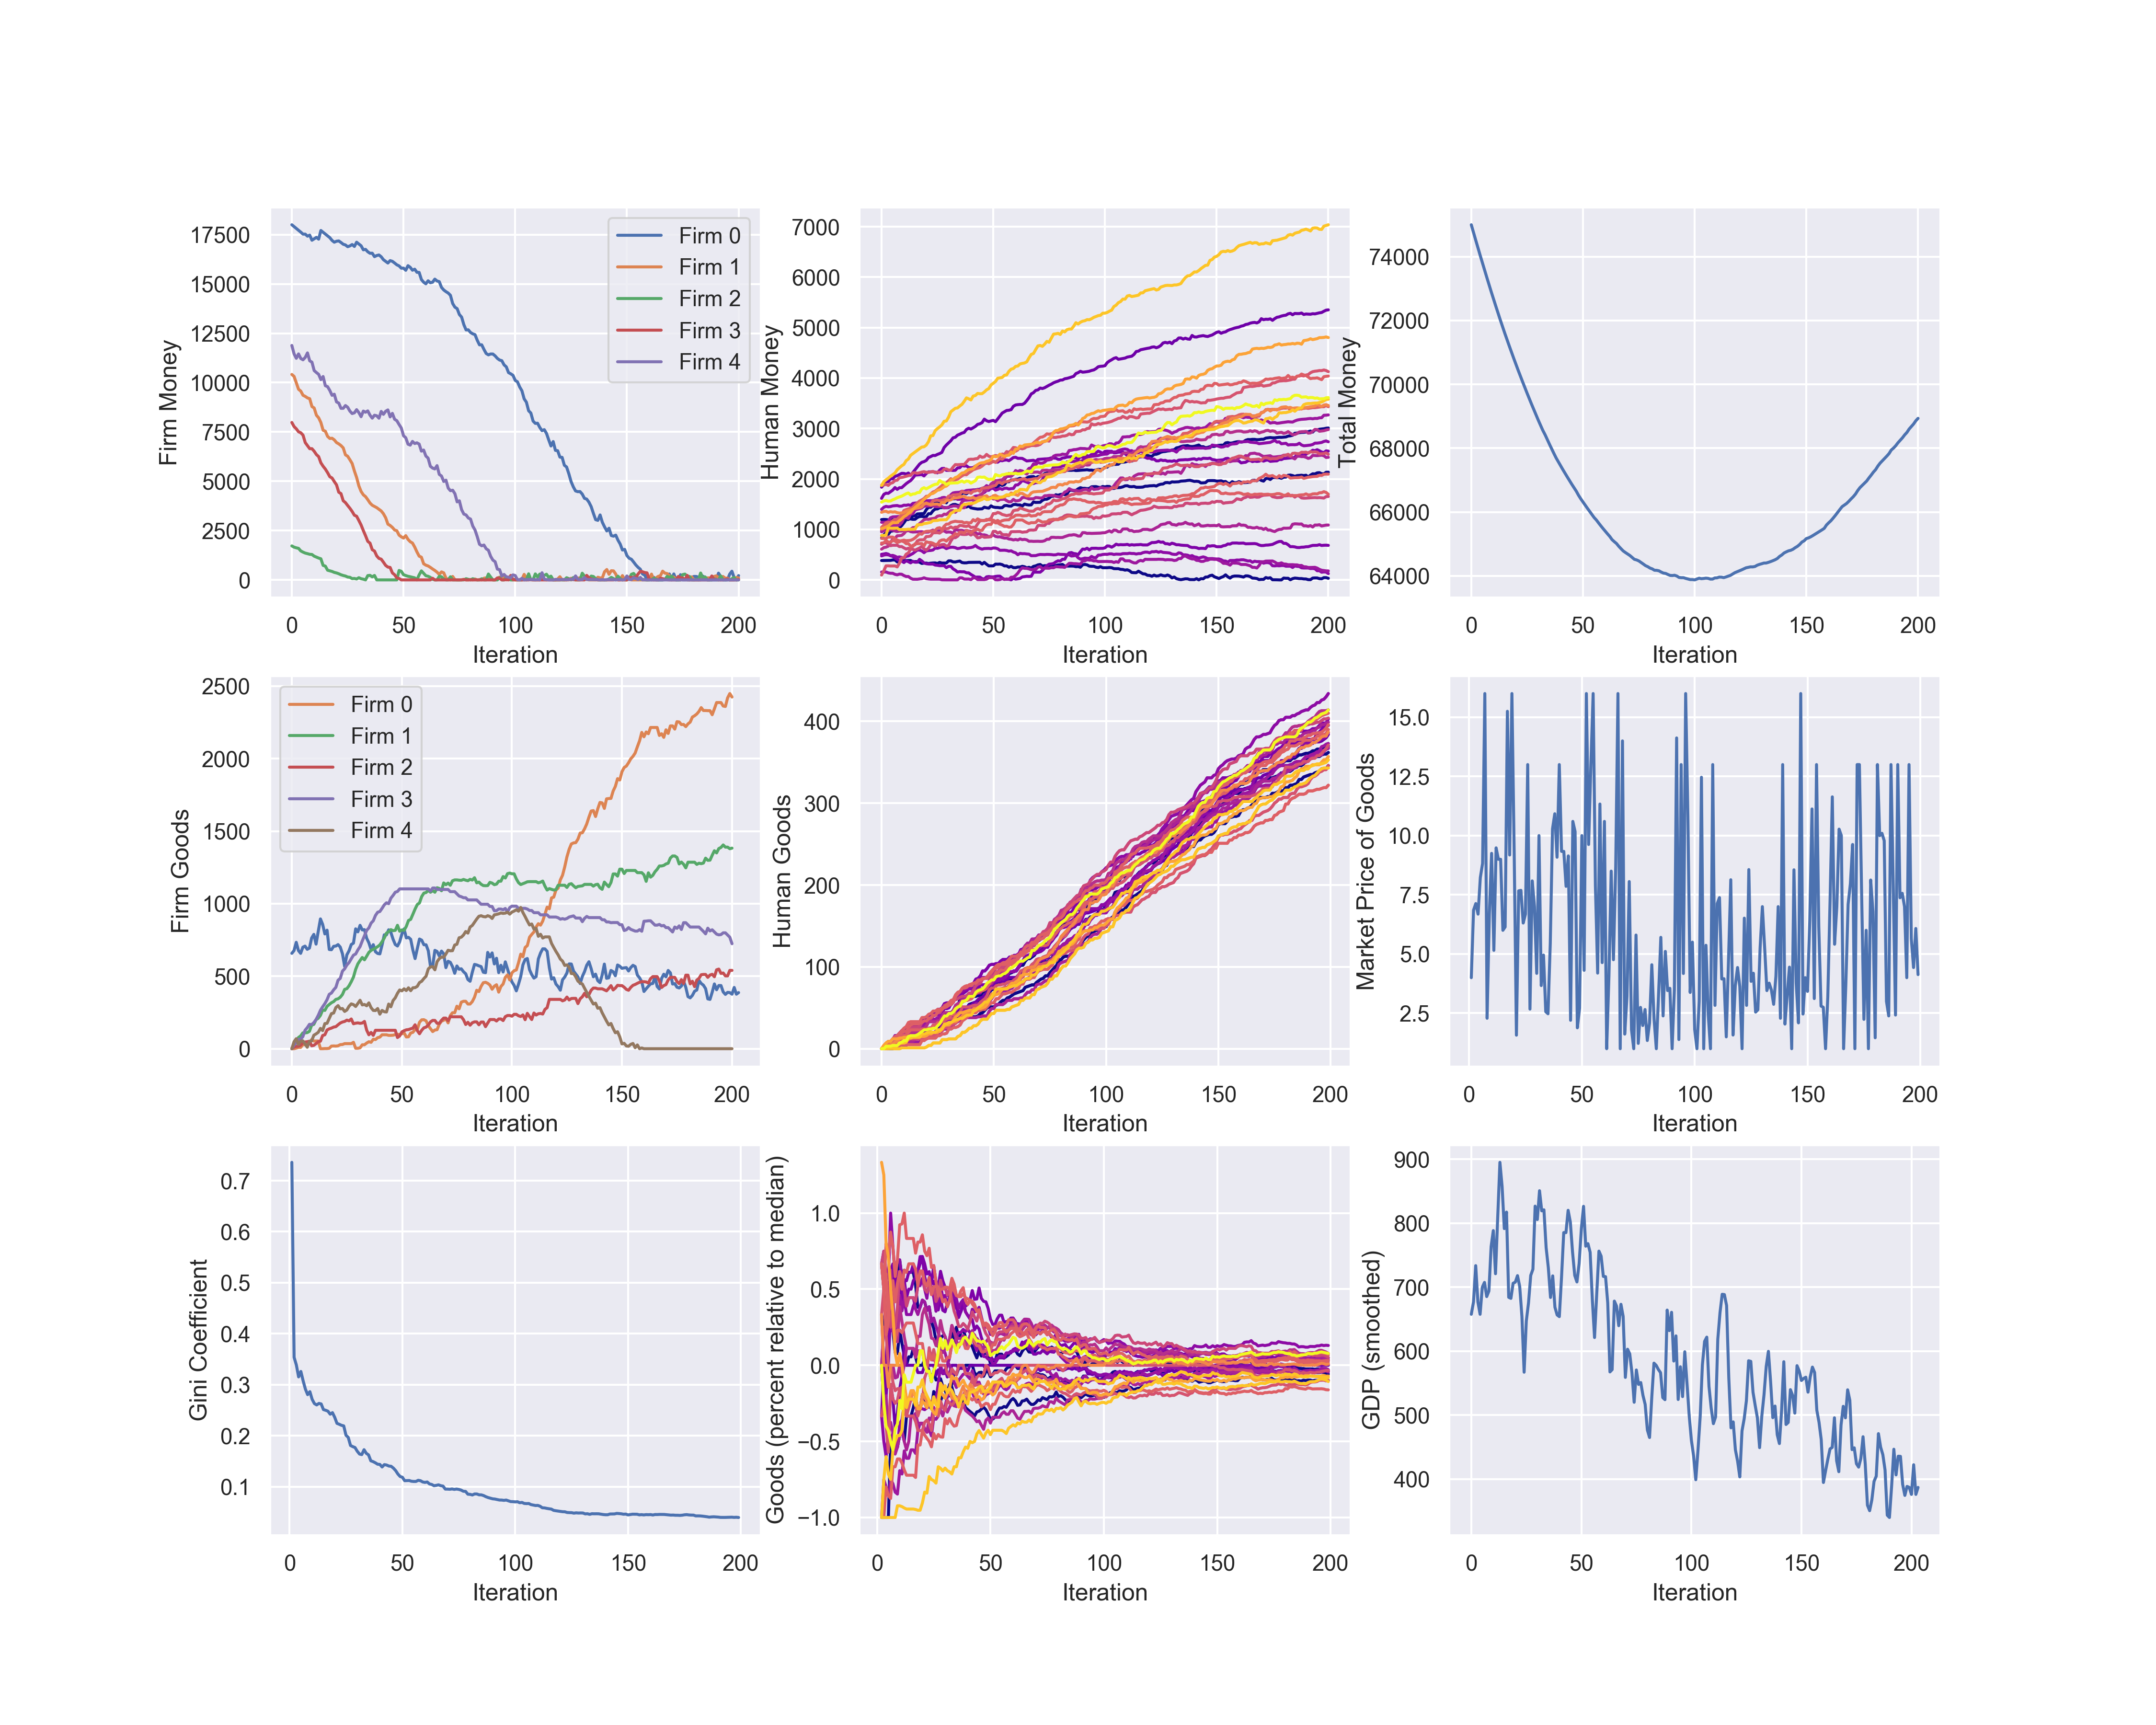 Firm Money
17500
15000
12500
10000
7500
5000
2500
0
Firm 0
Firm 1
Firm 2
Firm 3
Firm 4
0 50 100 150 200
Iteration
Human Money
7000
6000
5000
4000
3000
2000
1000
0
0 50 100 150 200
Iteration
Total Money
74000
72000
70000
68000
66000
64000
0 50 100 150 200
Iteration
Firm Goods
2500
2000
1500
1000
500
0
Firm 0
Firm 1
Firm 2
Firm 3
Firm 4
0 50 100 150 200
Iteration
Human Goods
400
300
200
100
0
0 50 100 150 200
Iteration
Market Price of Goods
15.0
12.5
10.0
7.5
5.0
2.5
0 50 100 150 200
Iteration
Gini Coefficient
0.7
0.6
0.5
0.4
0.3
0.2
0.1
0 50 100 150 200
Iteration
Goods (percent relative to median)
1.0
0.5
0.0
−0.5
−1.0
0 50 100 150 200
Iteration
GDP (smoothed)
900
800
700
600
500
400
0 50 100 150 200
Iteration